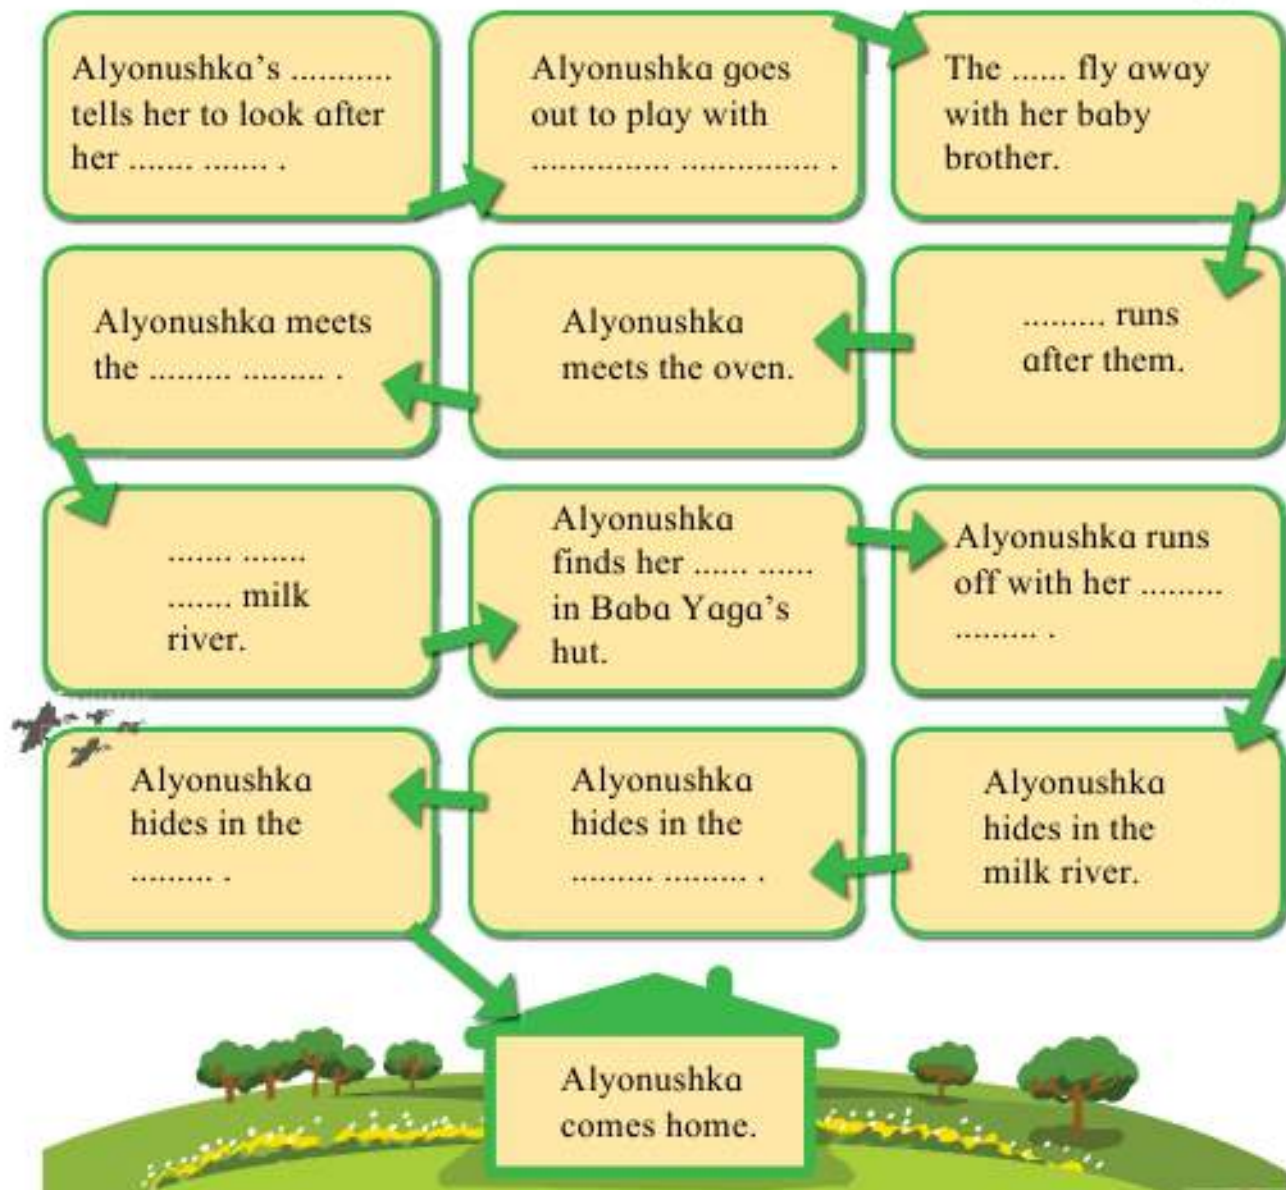 Alyonushka's ...........
tells her to look after
her ....... ....... .
Alyonushka goes
out to play with
............... ............... .
The ...... fly away
with her baby
brother.
......... runs
after them.
Alyonushka
meets the oven.
Alyonushka meets
the ......... ......... .
....... .......
....... milk
river.
Alyonushka
finds her ...... ......
in Baba Yaga's
hut.
Alyonushka runs
off with her .........
......... .
Alyonushka
hides in the
milk river.
Alyonushka
hides in the
......... ......... .
Alyonushka
hides in the
......... .
Alyonushka
comes home.